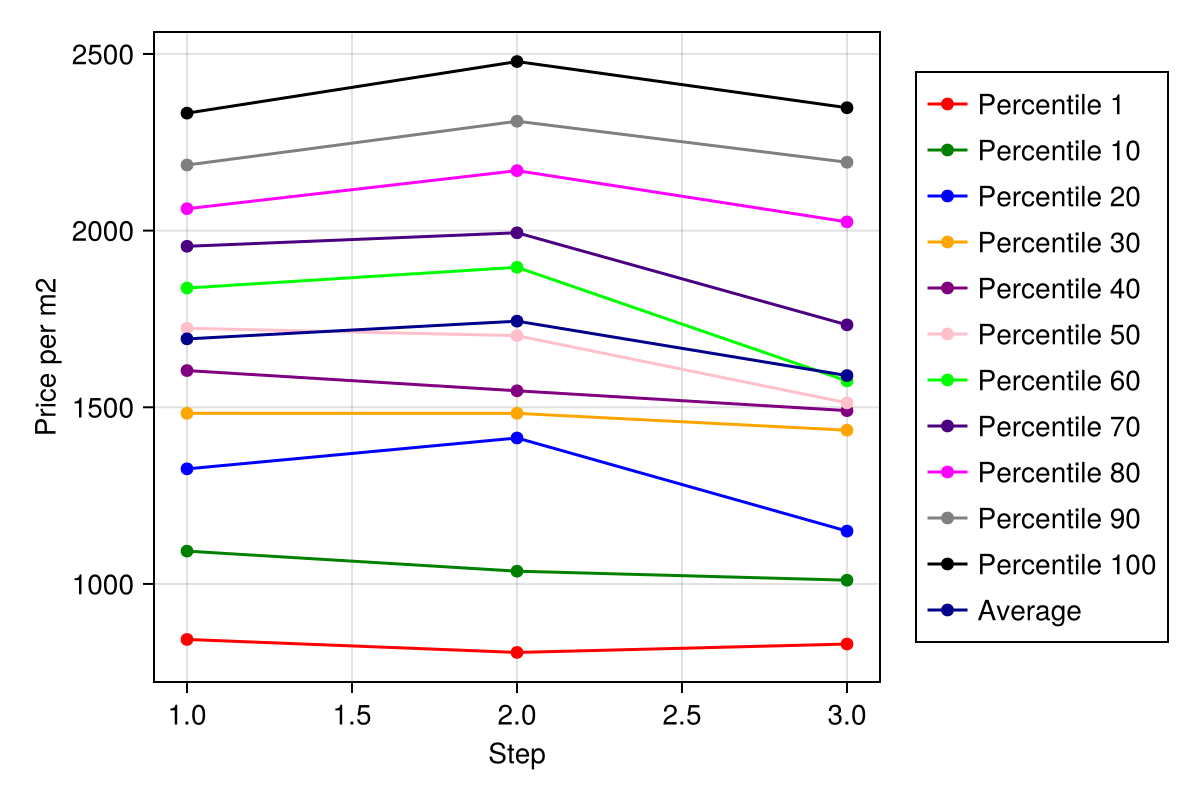 2500
2000
1500
1000
Price per m2
1.0 1.5 2.0 2.5 3.0
Step
Percentile 1
Percentile 10
Percentile 20
Percentile 30
Percentile 40
Percentile 50
Percentile 60
Percentile 70
Percentile 80
Percentile 90
Percentile 100
Average